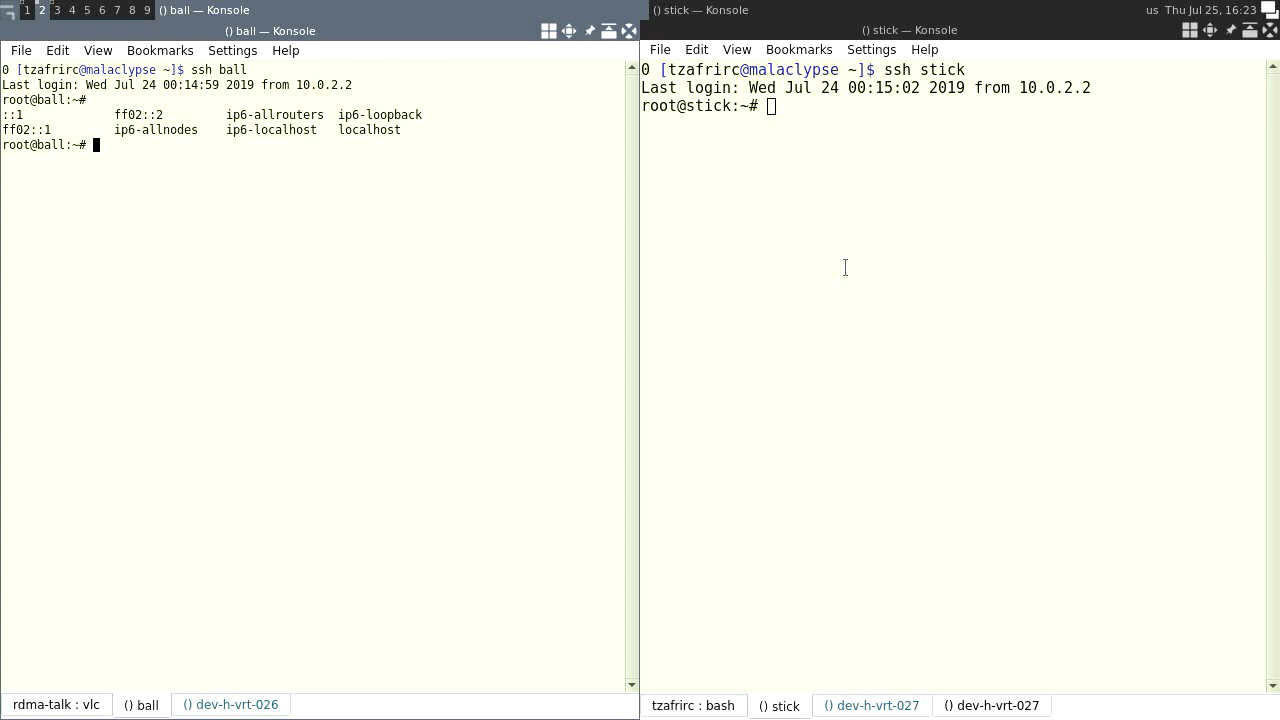 1 2 3 4 5 6 7 8 9 () ball — Konsole
() ball — Konsole
File Edit View Bookmarks Settings Help
0 [tzafrirc@malaclypse ~]$ ssh ball
Last login: Wed Jul 24 00:14:59 2019 from 10.0.2.2
root@ball:~#
::1 ff02::2 ip6-allrouters ip6-loopback
ff02::1 ip6-allnodes ip6-localhost localhost
root@ball:~#
rdma-talk : vlc () ball () dev-h-vrt-026
() stick — Konsole us Thu Jul 25, 16:23
() stick — Konsole
File Edit View Bookmarks Settings Help
0 [tzafrirc@malaclypse ~]$ ssh stick
Last login: Wed Jul 24 00:15:02 2019 from 10.0.2.2
root@stick:~#
tzafrirc : bash () stick () dev-h-vrt-027 () dev-h-vrt-027